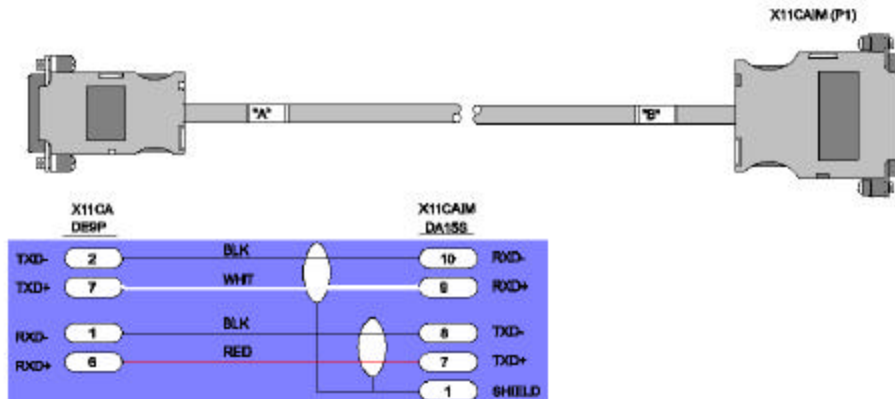 X11CAIM (P1)
"A" "B"
X11CA X11CAIM
DE9P DA15S
TXD- 2 BLK 10 RXD-
TXD+ 7 WHIT 9 RXD+
RXD- 1 BLK 8 TXD-
RXD+ 6 RED 7 TXD+
1 SHIELD